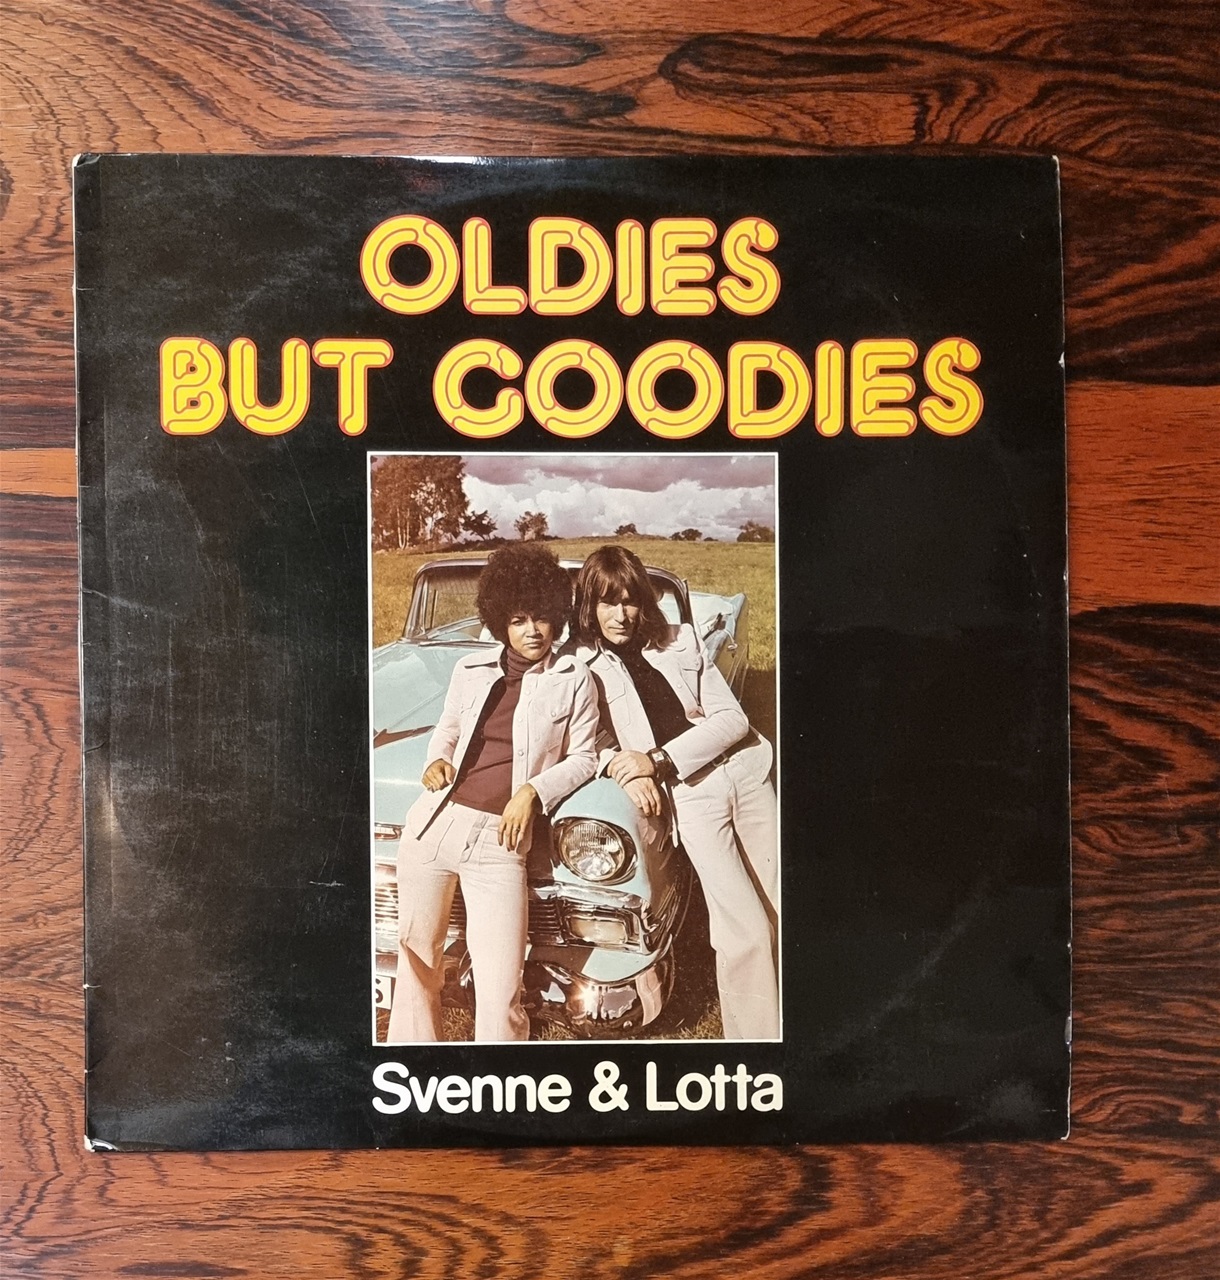 OLDIES
BUT GOODIES
S
Svenne & Lotta